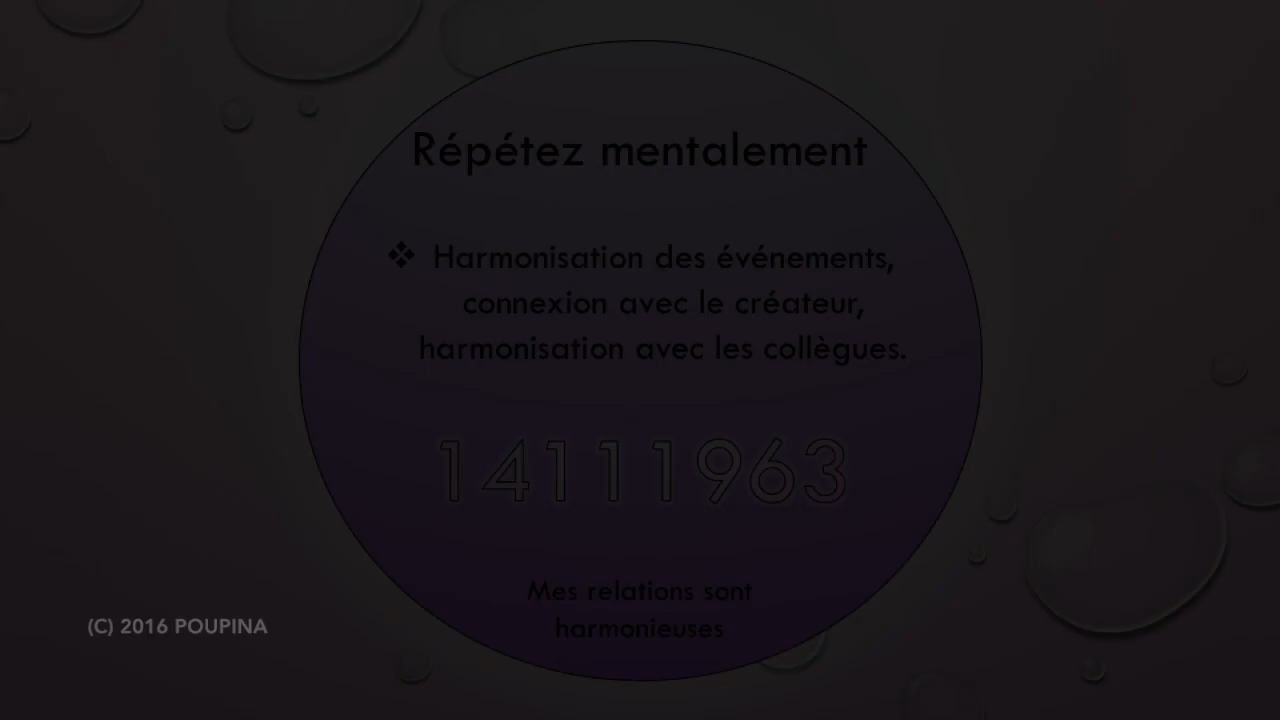 Répétez mentalement
❖ Harmonisation des événements,
connexion avec le créateur,
harmonisation avec les collègues.
14111963
Mes relations sont
harmonieuses
(C) 2016 POUPINA